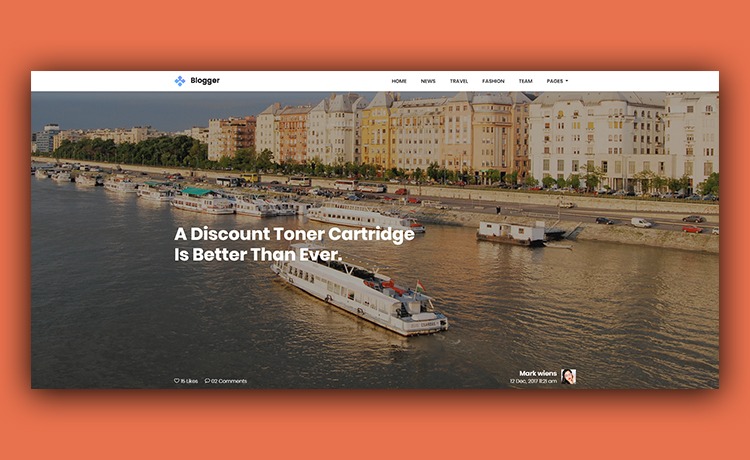 Blogger
HOME NEWS TRAVEL FASHION TEAM PAGES
A Discount Toner Cartridge
Is Better Than Ever.
15 Likes 02 Comments
Mark wiens
12 Dec, 2017 11:21 am